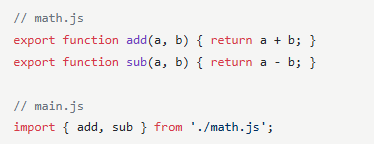 // math.js
export function add(a, b) { return a + b; }
export function sub(a, b) { return a - b; }
// main.js
import { add, sub } from './math.js';